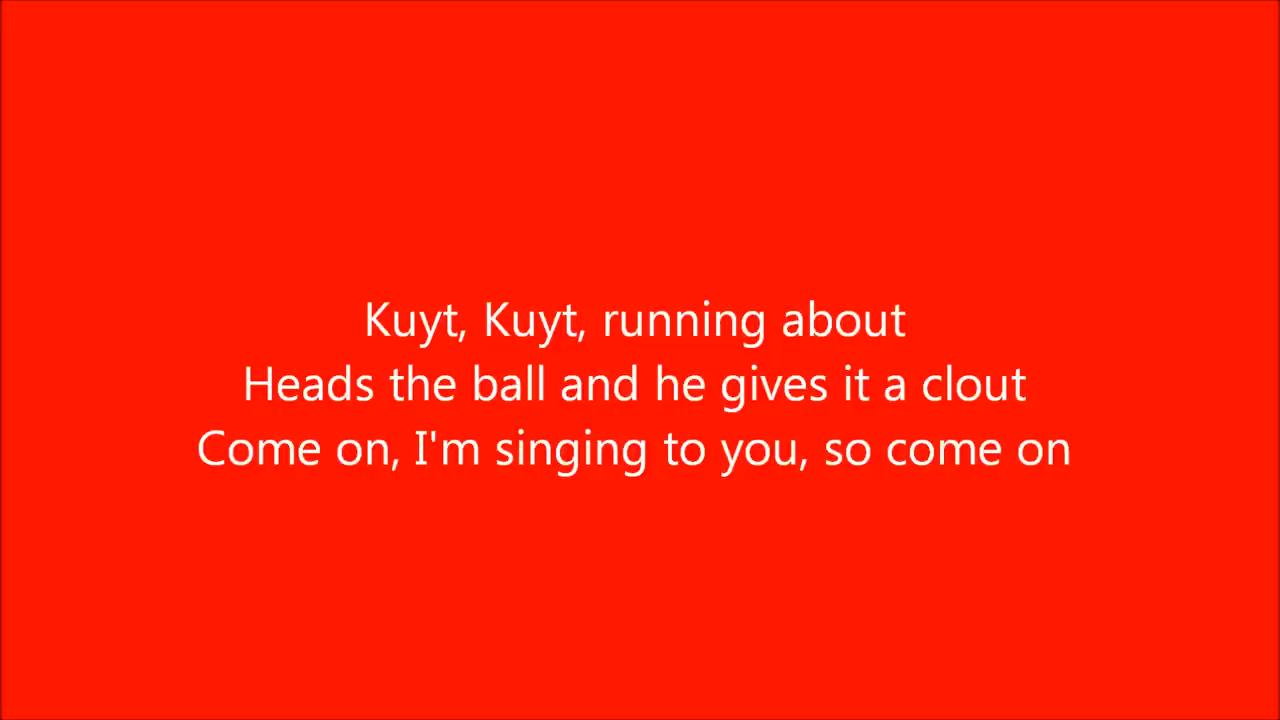 Kuyt, Kuyt, running about
Heads the ball and he gives it a clout
Come on, I'm singing to you, so come on